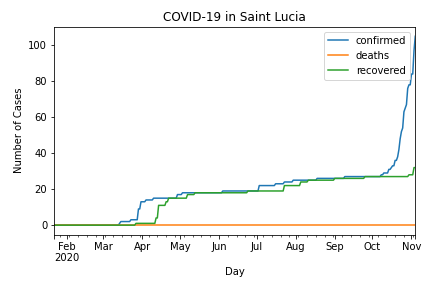 COVID-19 in Saint Lucia
confirmed
deaths
recovered
Number of Cases
100
80
60
40
20
0
Feb Mar Apr May Jun Jul Aug Sep Oct Nov
2020
Day